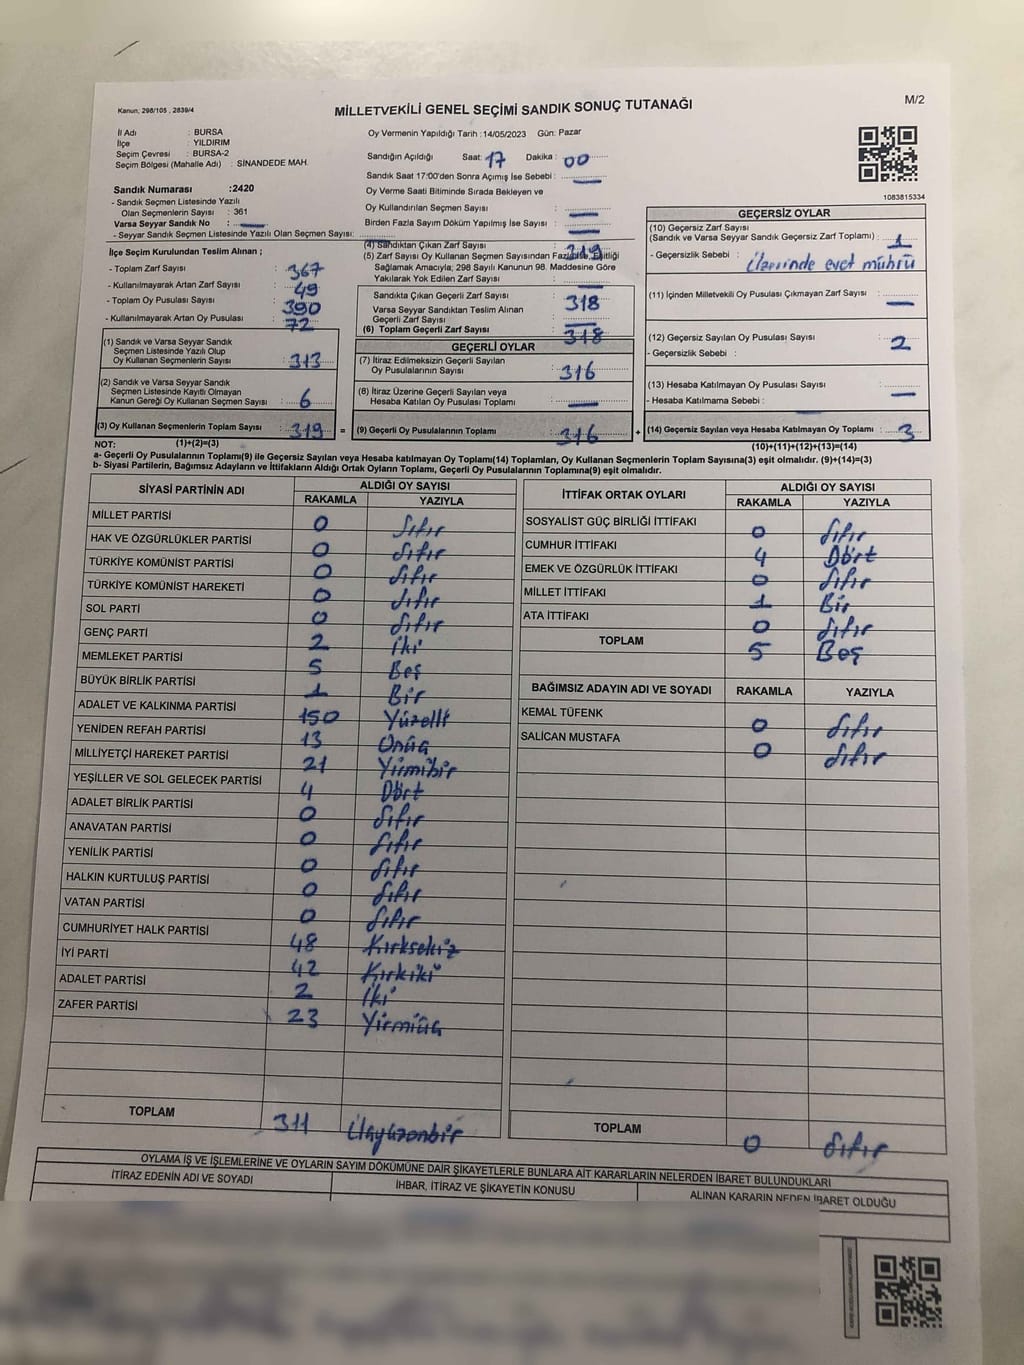 Kanun, 298/105 , 2839/4
MİLLETVEKİLİ GENEL SEÇİMİ SANDIK SONUÇ TUTANAĞI
M/2
İl Adı : BURSA
İlçe : YILDIRIM
Seçim Çevresi : BURSA-2
Seçim Bölgesi (Mahalle Adı) : SİNANDEDE MAH.
Sandık Numarası :2420
- Sandık Seçmen Listesinde Yazılı
Olan Seçmenlerin Sayısı : 361
Varsa Seyyar Sandık No :
- Seyyar Sandık Seçmen Listesinde Yazılı Olan Seçmen Sayısı:
Oy Vermenin Yapıldığı Tarih :14/05/2023 Gün: Pazar
Sandığın Açıldığı Saat: 17 Dakika : 00
Sandık Saat 17:00'den Sonra Açımış İse Sebebi :
Oy Verme Saati Bitiminde Sırada Bekleyen ve
Oy Kullandırılan Seçmen Sayısı :
Birden Fazla Sayım Döküm Yapılmış İse Sayısı :
1083815334
İlçe Seçim Kurulundan Teslim Alınan ;
- Toplam Zarf Sayısı : 367
- Kullanılmayarak Artan Zarf Sayısı : 49
- Toplam Oy Pusulası Sayısı : 390
- Kullanılmayarak Artan Oy Pusulası : 72
(1) Sandık ve Varsa Seyyar Sandık
Seçmen Listesinde Yazılı Olup
Oy Kullanan Seçmenlerin Sayısı : 313
(2) Sandık ve Varsa Seyyar Sandık
Seçmen Listesinde Kayıtlı Olmayan
Kanun Gereği Oy Kullanan Seçmen Sayısı : 6
(3) Oy Kullanan Seçmenlerin Toplam Sayısı : 319 =
(4) Sandıktan Çıkan Zarf Sayısı : 319
(5) Zarf Sayısı Oy Kullanan Seçmen Sayısından Fazla İse, Eşitliği
Sağlamak Amacıyla; 298 Sayılı Kanunun 98. Maddesine Göre
Yakılarak Yok Edilen Zarf Sayısı :
Sandıkta Çıkan Geçerli Zarf Sayısı : 318
Varsa Seyyar Sandıktan Teslim Alınan
Geçerli Zarf Sayısı :
(6) Toplam Geçerli Zarf Sayısı : 318
GEÇERLİ OYLAR
(7) İtiraz Edilmeksizin Geçerli Sayılan
Oy Pusulalarının Sayısı : 316
(8) İtiraz Üzerine Geçerli Sayılan veya
Hesaba Katılan Oy Pusulası Toplamı :
(9) Geçerli Oy Pusulalarının Toplamı : 316 +
GEÇERSİZ OYLAR
(10) Geçersiz Zarf Sayısı
(Sandık ve Varsa Seyyar Sandık Geçersiz Zarf Toplamı) : 1
- Geçersizlik Sebebi : Üzerinde evet mührü
(11) İçinden Milletvekili Oy Pusulası Çıkmayan Zarf Sayısı :
(12) Geçersiz Sayılan Oy Pusulası Sayısı : 2
- Geçersizlik Sebebi :
(13) Hesaba Katılmayan Oy Pusulası Sayısı :
- Hesaba Katılmama Sebebi :
(14) Geçersiz Sayılan veya Hesaba Katılmayan Oy Toplamı : 3
NOT: (1)+(2)=(3) (10)+(11)+(12)+(13)=(14)
a- Geçerli Oy Pusulalarının Toplamı(9) ile Geçersiz Sayılan veya Hesaba Katılmayan Oy Toplamı(14) Toplamları, Oy Kullanan Seçmenlerin Toplam Sayısına(3) eşit olmalıdır. (9)+(14)=(3)
b- Siyasi Partilerin, Bağımsız Adayların ve İttifakların Aldığı Ortak Oyların Toplamı, Geçerli Oy Pusulalarının Toplamına(9) eşit olmalıdır.
SİYASİ PARTİNİN ADI ALDIĞI OY SAYISI
RAKAMLA YAZIYLA
MİLLET PARTİSİ 0 Sıfır
HAK VE ÖZGÜRLÜKLER PARTİSİ 0 Sıfır
TÜRKİYE KOMÜNİST PARTİSİ 0 Sıfır
TÜRKİYE KOMÜNİST HAREKETİ 0 Sıfır
SOL PARTİ 0 Sıfır
GENÇ PARTİ 2 İki
MEMLEKET PARTİSİ 5 Beş
BÜYÜK BİRLİK PARTİSİ 1 Bir
ADALET VE KALKINMA PARTİSİ 150 Yüzelli
YENİDEN REFAH PARTİSİ 13 Onüç
MİLLİYETÇİ HAREKET PARTİSİ 21 Yirmibir
YEŞİLLER VE SOL GELECEK PARTİSİ 4 Dört
ADALET BİRLİK PARTİSİ 0 Sıfır
ANAVATAN PARTİSİ 0 Sıfır
YENİLİK PARTİSİ 0 Sıfır
HALKIN KURTULUŞ PARTİSİ 0 Sıfır
VATAN PARTİSİ 0 Sıfır
CUMHURİYET HALK PARTİSİ 48 Kırksekiz
İYİ PARTİ 42 Kırkiki
ADALET PARTİSİ 2 İki
ZAFER PARTİSİ 23 Yirmiüç
TOPLAM 311 Üçyüzonbir
İTTİFAK ORTAK OYLARI ALDIĞI OY SAYISI
RAKAMLA YAZIYLA
SOSYALİST GÜÇ BİRLİĞİ İTTİFAKI 0 Sıfır
CUMHUR İTTİFAKI 4 Dört
EMEK VE ÖZGÜRLÜK İTTİFAKI 0 Sıfır
MİLLET İTTİFAKI 1 Bir
ATA İTTİFAKI 0 Sıfır
TOPLAM 5 Beş
BAĞIMSIZ ADAYIN ADI VE SOYADI RAKAMLA YAZIYLA
KEMAL TÜFENK 0 Sıfır
SALİCAN MUSTAFA 0 Sıfır
TOPLAM 0 Sıfır
OYLAMA İŞ VE İŞLEMLERİNE VE OYLARIN SAYIM DÖKÜMÜNE DAİR ŞİKAYETLERLE BUNLARA AİT KARARLARIN NELERDEN İBARET BULUNDUKLARI
İTİRAZ EDENİN ADI VE SOYADI İHBAR, İTİRAZ VE ŞİKAYETİN KONUSU ALINAN KARARIN NEDEN İBARET OLDUĞU